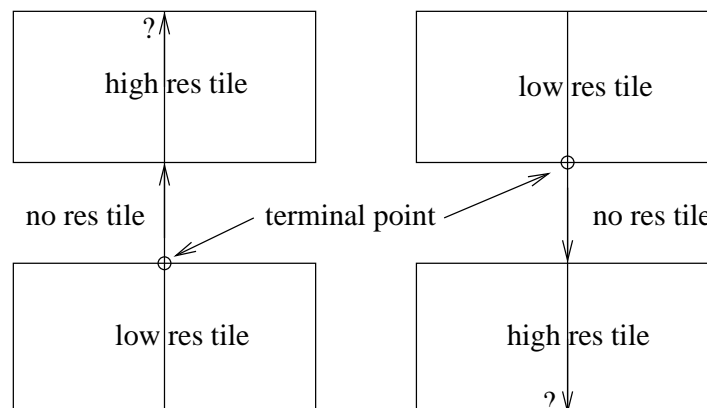 ?
high res tile
low res tile
no res tile
terminal point
no res tile
low res tile
high res tile
?